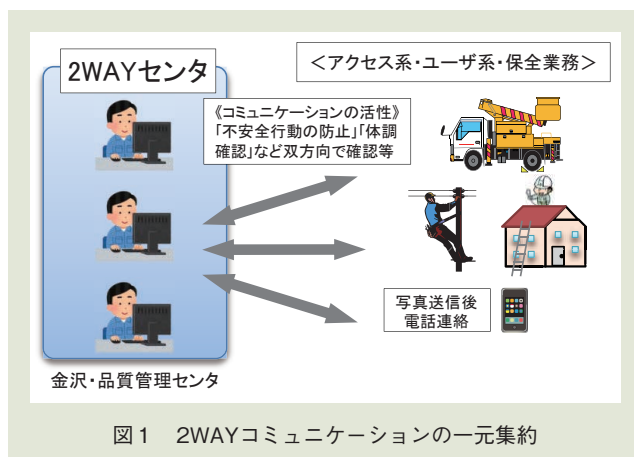 2WAYセンタ
＜アクセス系・ユーザ系・保全業務＞
《コミュニケーションの活性》
「不安全行動の防止」「体調
確認」など双方向で確認等
写真送信後
電話連絡
金沢・品質管理センタ
図1　2WAYコミュニケーションの一元集約